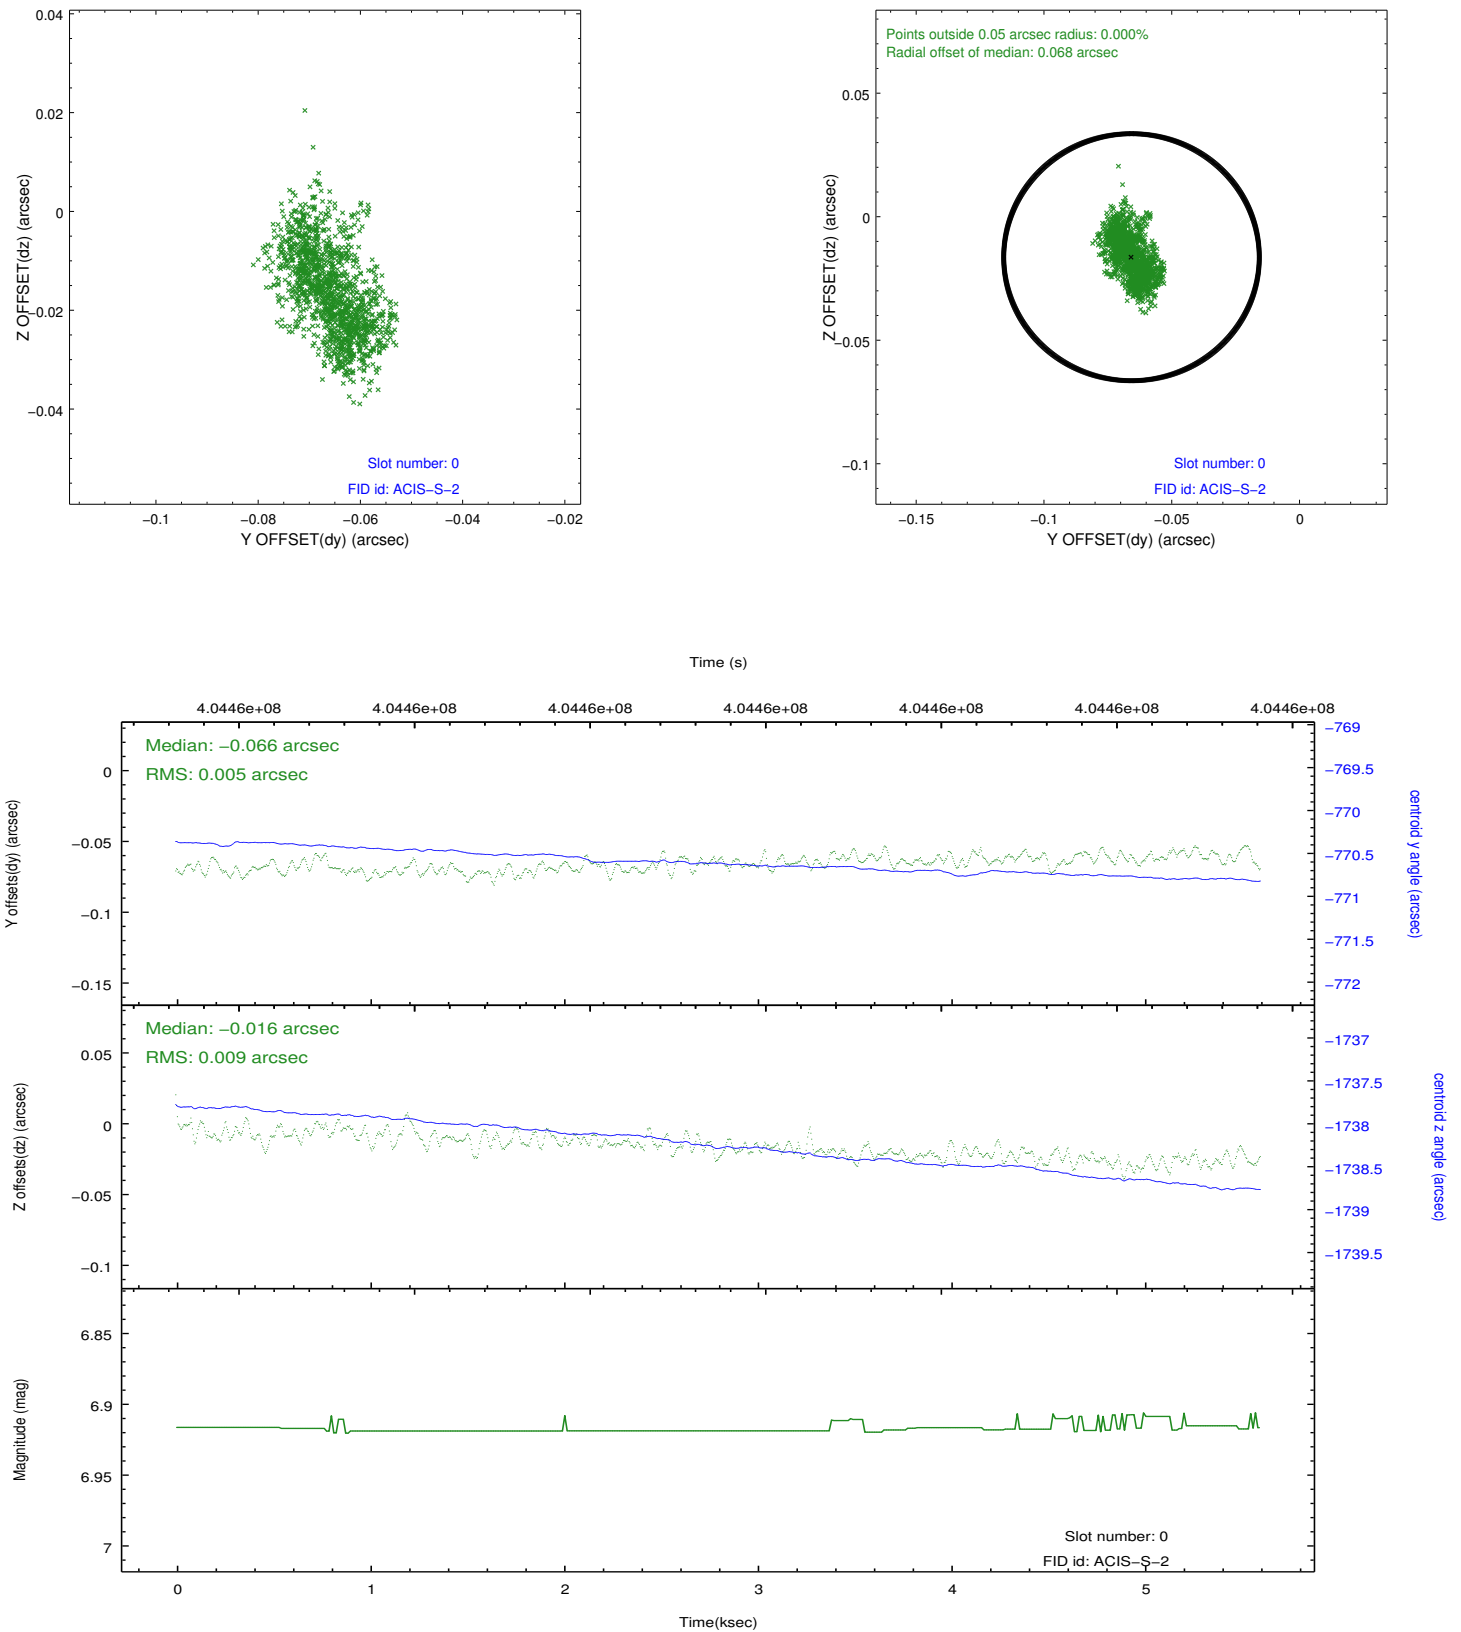 0.04
0.02
0
−0.02
−0.04
Z OFFSET(dz) (arcsec)
Slot number: 0
FID id: ACIS−S−2
−0.1
−0.08
−0.06
−0.04
−0.02
Y OFFSET(dy) (arcsec)
Points outside 0.05 arcsec radius: 0.000%
Radial offset of median: 0.068 arcsec
0.05
0
−0.05
−0.1
Z OFFSET(dz) (arcsec)
Slot number: 0
FID id: ACIS−S−2
−0.15
−0.1
−0.05
0
Y OFFSET(dy) (arcsec)
Time (s)
4.0446e+08
4.0446e+08
4.0446e+08
4.0446e+08
4.0446e+08
4.0446e+08
4.0446e+08
Median: −0.066 arcsec
RMS: 0.005 arcsec
0
−0.05
−0.1
−0.15
Y offsets(dy) (arcsec)
−769
−769.5
−770
−770.5
−771
−771.5
−772
centroid y angle (arcsec)
Median: −0.016 arcsec
RMS: 0.009 arcsec
0.05
0
−0.05
−0.1
Z offsets(dz) (arcsec)
−1737
−1737.5
−1738
−1738.5
−1739
−1739.5
centroid z angle (arcsec)
6.85
6.9
6.95
7
Magnitude (mag)
Slot number: 0
FID id: ACIS−S−2
0
1
2
3
4
5
Time(ksec)